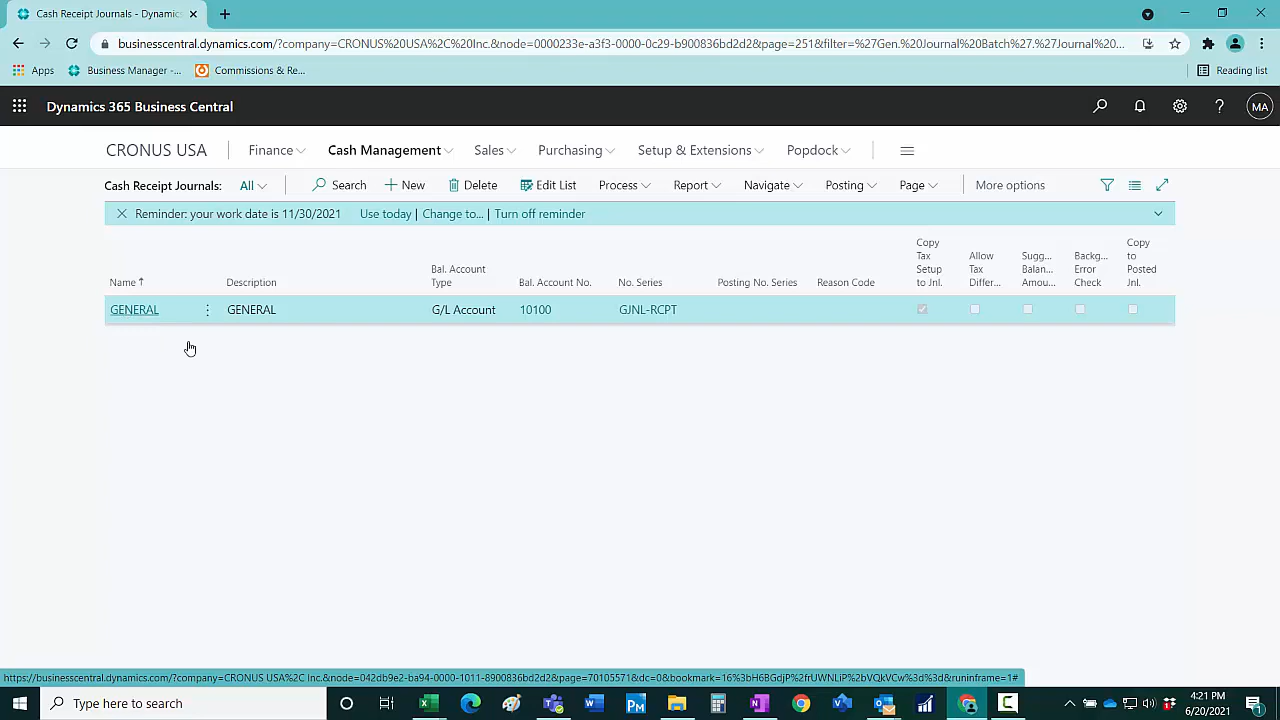 Cash Receipt Journals - Dynamics
businesscentral.dynamics.com/?company=CRONUS%20USA%2C%20Inc.&node=0000233e-a3f3-0000-0c29-b900836bd2d2&page=251&filter=%27Gen.%20Journal%20Batch%27.%27Journal%20...
Apps Business Manager -... Commissions & Re... Reading list
Dynamics 365 Business Central MA
CRONUS USA Finance Cash Management Sales Purchasing Setup & Extensions Popdock
Cash Receipt Journals: All Search New Delete Edit List Process Report Navigate Posting Page More options
Reminder: your work date is 11/30/2021 Use today | Change to... | Turn off reminder
Name ↑ Description Bal. Account Type Bal. Account No. No. Series Posting No. Series Reason Code Copy Tax Setup to Jnl. Allow Tax Differ... Sugg... Balan... Amou... Backg... Error Check Copy to Posted Jnl.
GENERAL GENERAL G/L Account 10100 GJNL-RCPT
https://businesscentral.dynamics.com/?company=CRONUS USA%2C Inc.&node=042db9e2-ba94-0000-1011-8900836bd2d2&page=70105571&dc=0&bookmark=16%3bH6BGdJP%2frUWNLiP%2bVQkVCw%3d%3d&runinframe=1#
Type here to search
4:21 PM
6/20/2021